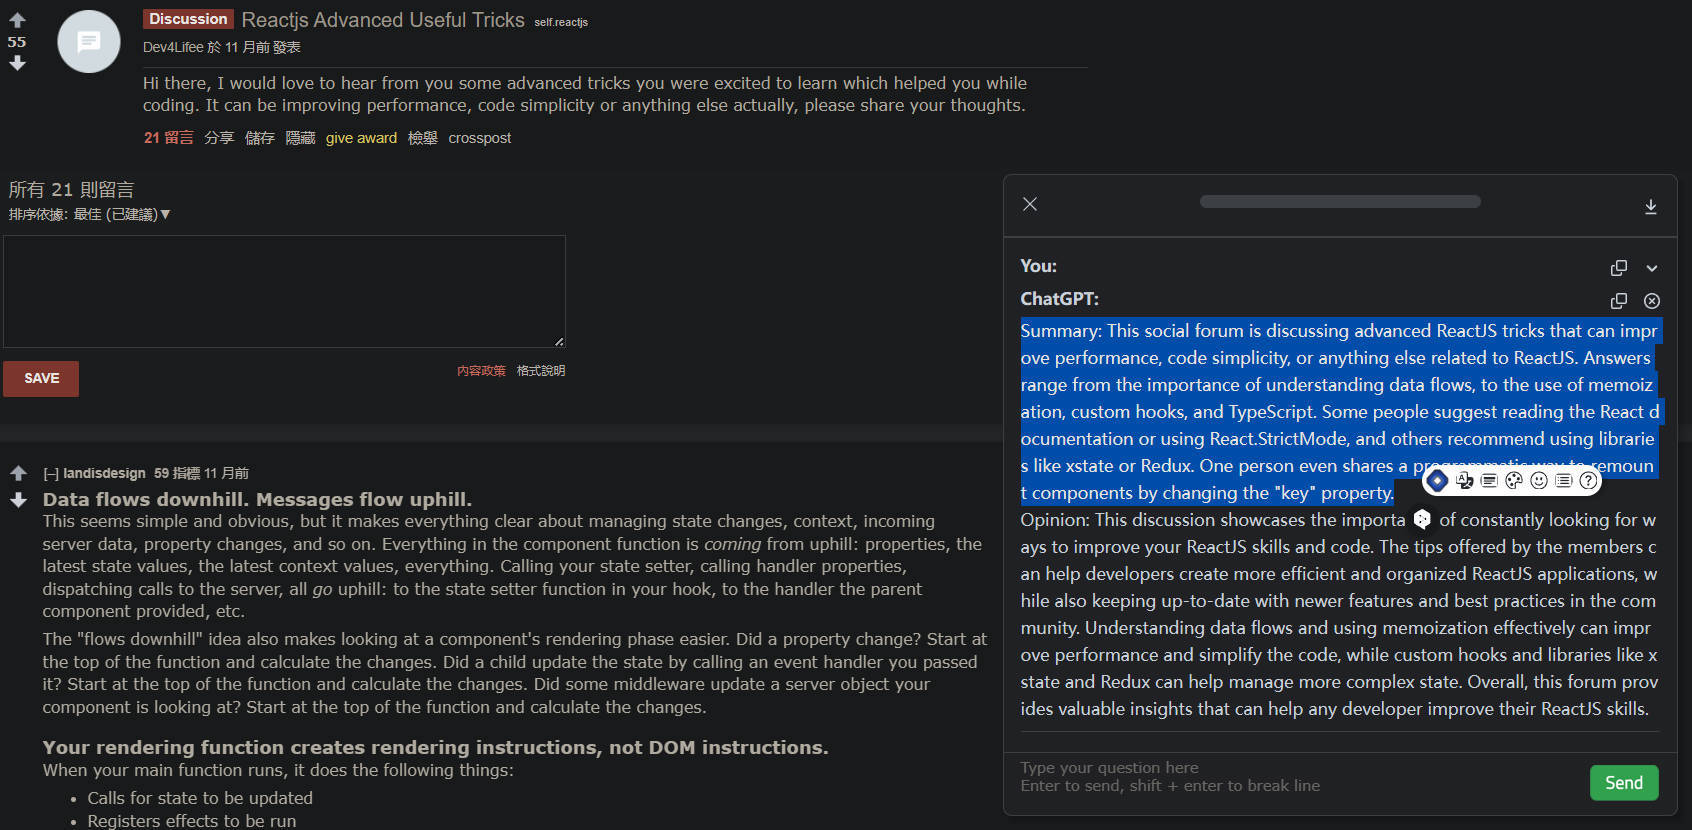 Discussion Reactjs Advanced Useful Tricks self.reactjs
55
Dev4Lifee 於 11 月前 發表
Hi there, I would love to hear from you some advanced tricks you were excited to learn which helped you while
coding. It can be improving performance, code simplicity or anything else actually, please share your thoughts.
21 留言 分享 儲存 隱藏 give award 檢舉 crosspost
所有 21 則留言
排序依據: 最佳 (已建議)▼
SAVE
內容政策 格式說明
[–] landisdesign 59 指標 11 月前
Data flows downhill. Messages flow uphill.
This seems simple and obvious, but it makes everything clear about managing state changes, context, incoming
server data, property changes, and so on. Everything in the component function is coming from uphill: properties, the
latest state values, the latest context values, everything. Calling your state setter, calling handler properties,
dispatching calls to the server, all go uphill: to the state setter function in your hook, to the handler the parent
component provided, etc.
The "flows downhill" idea also makes looking at a component's rendering phase easier. Did a property change? Start at
the top of the function and calculate the changes. Did a child update the state by calling an event handler you passed
it? Start at the top of the function and calculate the changes. Did some middleware update a server object your
component is looking at? Start at the top of the function and calculate the changes.
Your rendering function creates rendering instructions, not DOM instructions.
When your main function runs, it does the following things:
• Calls for state to be updated
• Registers effects to be run
You:
ChatGPT:
Summary: This social forum is discussing advanced ReactJS tricks that can impr
ove performance, code simplicity, or anything else related to ReactJS. Answers
range from the importance of understanding data flows, to the use of memoiz
ation, custom hooks, and TypeScript. Some people suggest reading the React d
ocumentation or using React.StrictMode, and others recommend using librarie
s like xstate or Redux. One person even shares a programmatic way to remoun
t components by changing the "key" property.
Opinion: This discussion showcases the importa of constantly looking for w
ays to improve your ReactJS skills and code. The tips offered by the members c
an help developers create more efficient and organized ReactJS applications, w
hile also keeping up-to-date with newer features and best practices in the com
munity. Understanding data flows and using memoization effectively can impr
ove performance and simplify the code, while custom hooks and libraries like x
state and Redux can help manage more complex state. Overall, this forum prov
ides valuable insights that can help any developer improve their ReactJS skills.
Type your question here
Enter to send, shift + enter to break line
Send